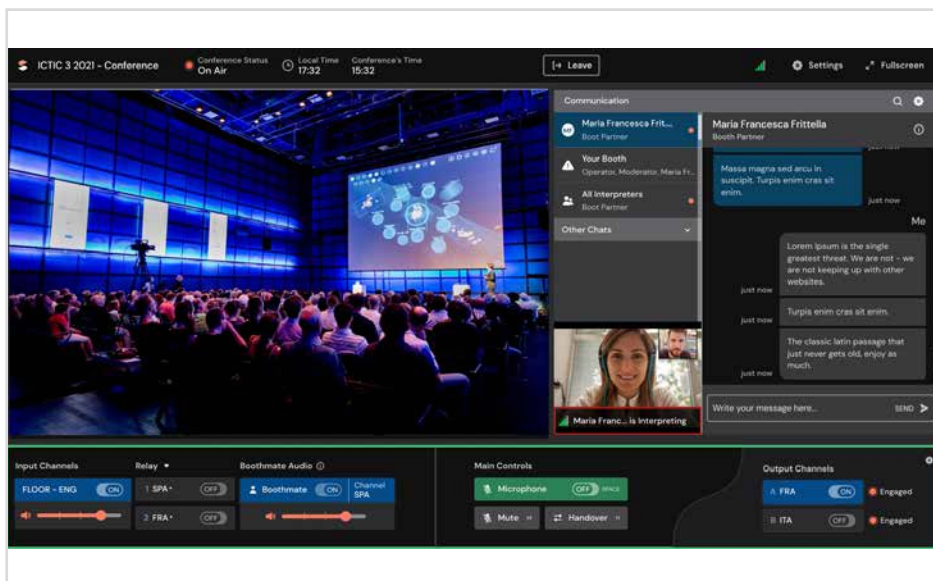 ICTIC 3 2021 - Conference
Conference Status
On Air
Local Time
17:32
Conference's Time
15:32
Leave
Settings
Fullscreen
Communication
Maria Francesca Frit...
Boot Partner
Your Booth
Operator, Moderator, Maria Fr...
All Interpreters
Boot Partner
Other Chats
Maria Francesca Frittella
Booth Partner
Massa magna sed arcu in
suscipit. Turpis enim cras sit
enim.
just now
Me
Lorem Ipsum is the single
greatest threat. We are not - we
are not keeping up with other
websites.
just now
Turpis enim cras sit enim.
just now
The classic latin passage that
just never gets old, enjoy as
much.
just now
Write your message here...
SEND
Maria Franc... is Interpreting
Input Channels
FLOOR - ENG ON
Relay
1 SPA OFF
2 FRA OFF
Boothmate Audio
Boothmate ON
Channel
SPA
Main Controls
Microphone OFF SPACE
Mute
Handover
Output Channels
A FRA ON Engaged
B ITA OFF Engaged